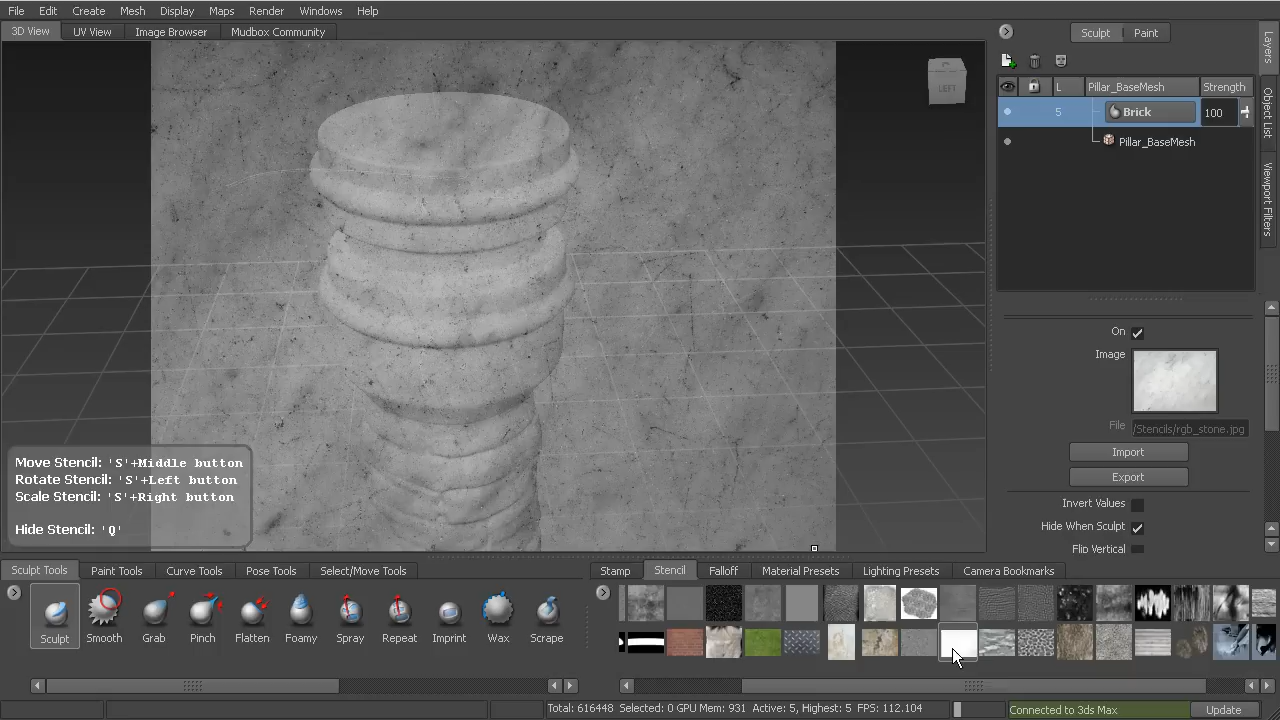 File Edit Create Mesh Display Maps Render Windows Help
3D View UV View Image Browser Mudbox Community
Sculpt Paint
Layers
Object List
Viewport Filters
L Pillar_BaseMesh Strength
5 Brick 100
Pillar_BaseMesh
LEFT
On
Image
File /Stencils/rgb_stone.jpg
Import
Export
Invert Values
Hide When Sculpt
Flip Vertical
Move Stencil: 'S'+Middle button
Rotate Stencil: 'S'+Left button
Scale Stencil: 'S'+Right button
Hide Stencil: 'Q'
Sculpt Tools Paint Tools Curve Tools Pose Tools Select/Move Tools
Stamp Stencil Falloff Material Presets Lighting Presets Camera Bookmarks
Sculpt Smooth Grab Pinch Flatten Foamy Spray Repeat Imprint Wax Scrape
Total: 616448 Selected: 0 GPU Mem: 931 Active: 5, Highest: 5 FPS: 112.104
Connected to 3ds Max Update